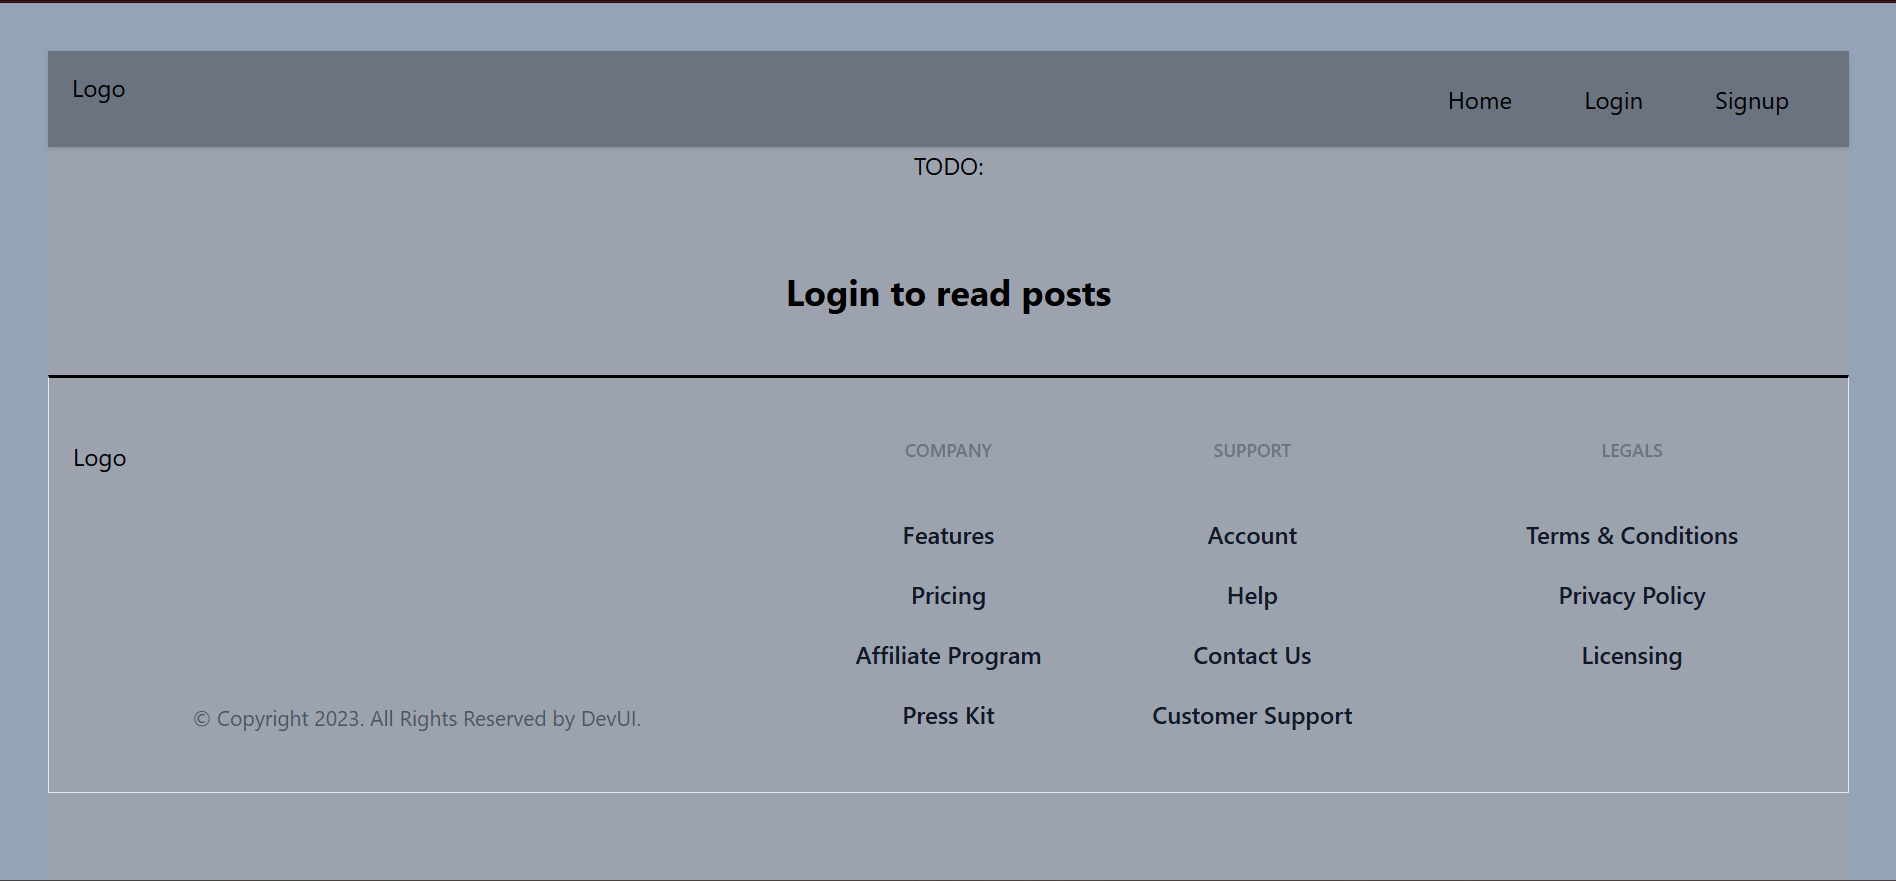 Logo
Home Login Signup
TODO:
Login to read posts
Logo
© Copyright 2023. All Rights Reserved by DevUI.
COMPANY
Features
Pricing
Affiliate Program
Press Kit
SUPPORT
Account
Help
Contact Us
Customer Support
LEGALS
Terms & Conditions
Privacy Policy
Licensing